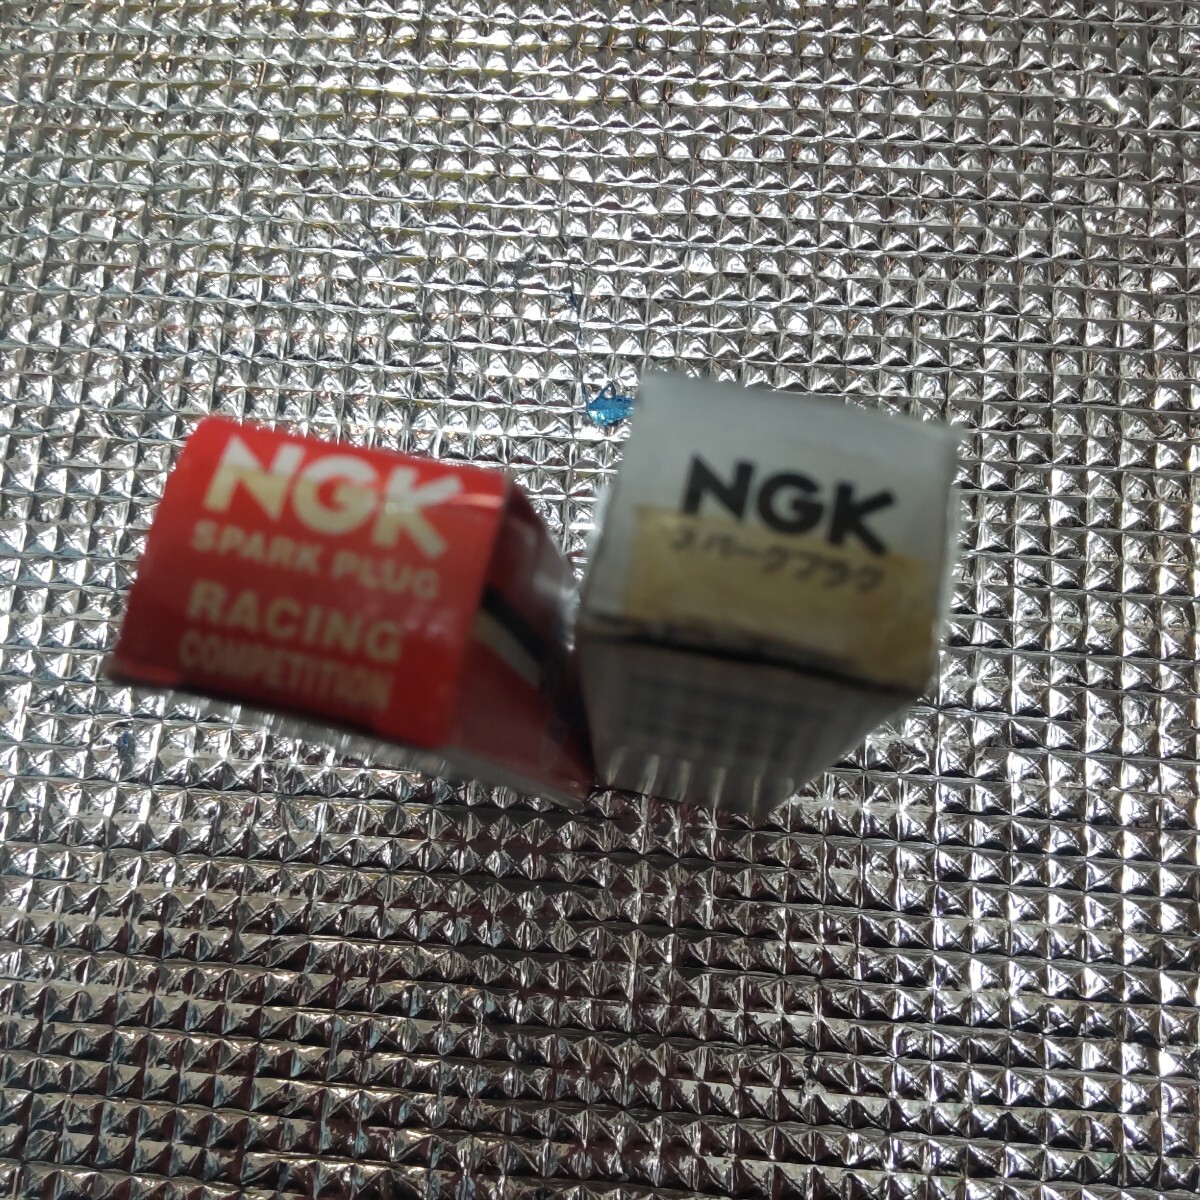 NGK
SPARK PLUG
RACING
COMPETITION
NGK
スパークプラグ